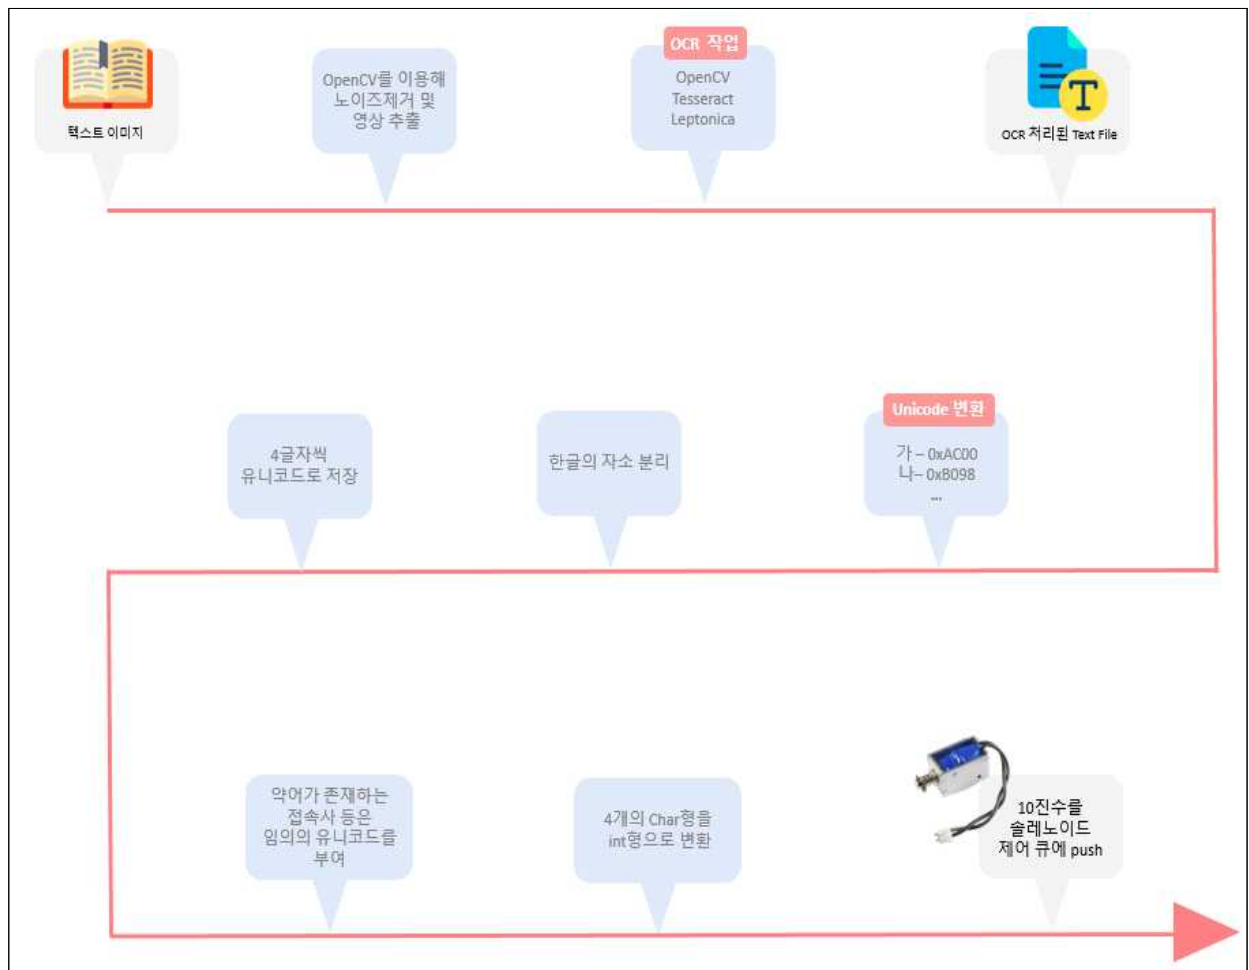 텍스트 이미지
OpenCV를 이용해
노이즈제거 및
영상 추출
OCR 작업
OpenCV
Tesseract
Leptonica
T
OCR 처리된 Text File
Unicode 변환
가 – 0xAC00
나– 0xB098
...
한글의 자소 분리
4글자씩
유니코드로 저장
약어가 존재하는
접속사 등은
임의의 유니코드를
부여
4개의 Char형을
int형으로 변환
10진수를
솔레노이드
제어 큐에 push